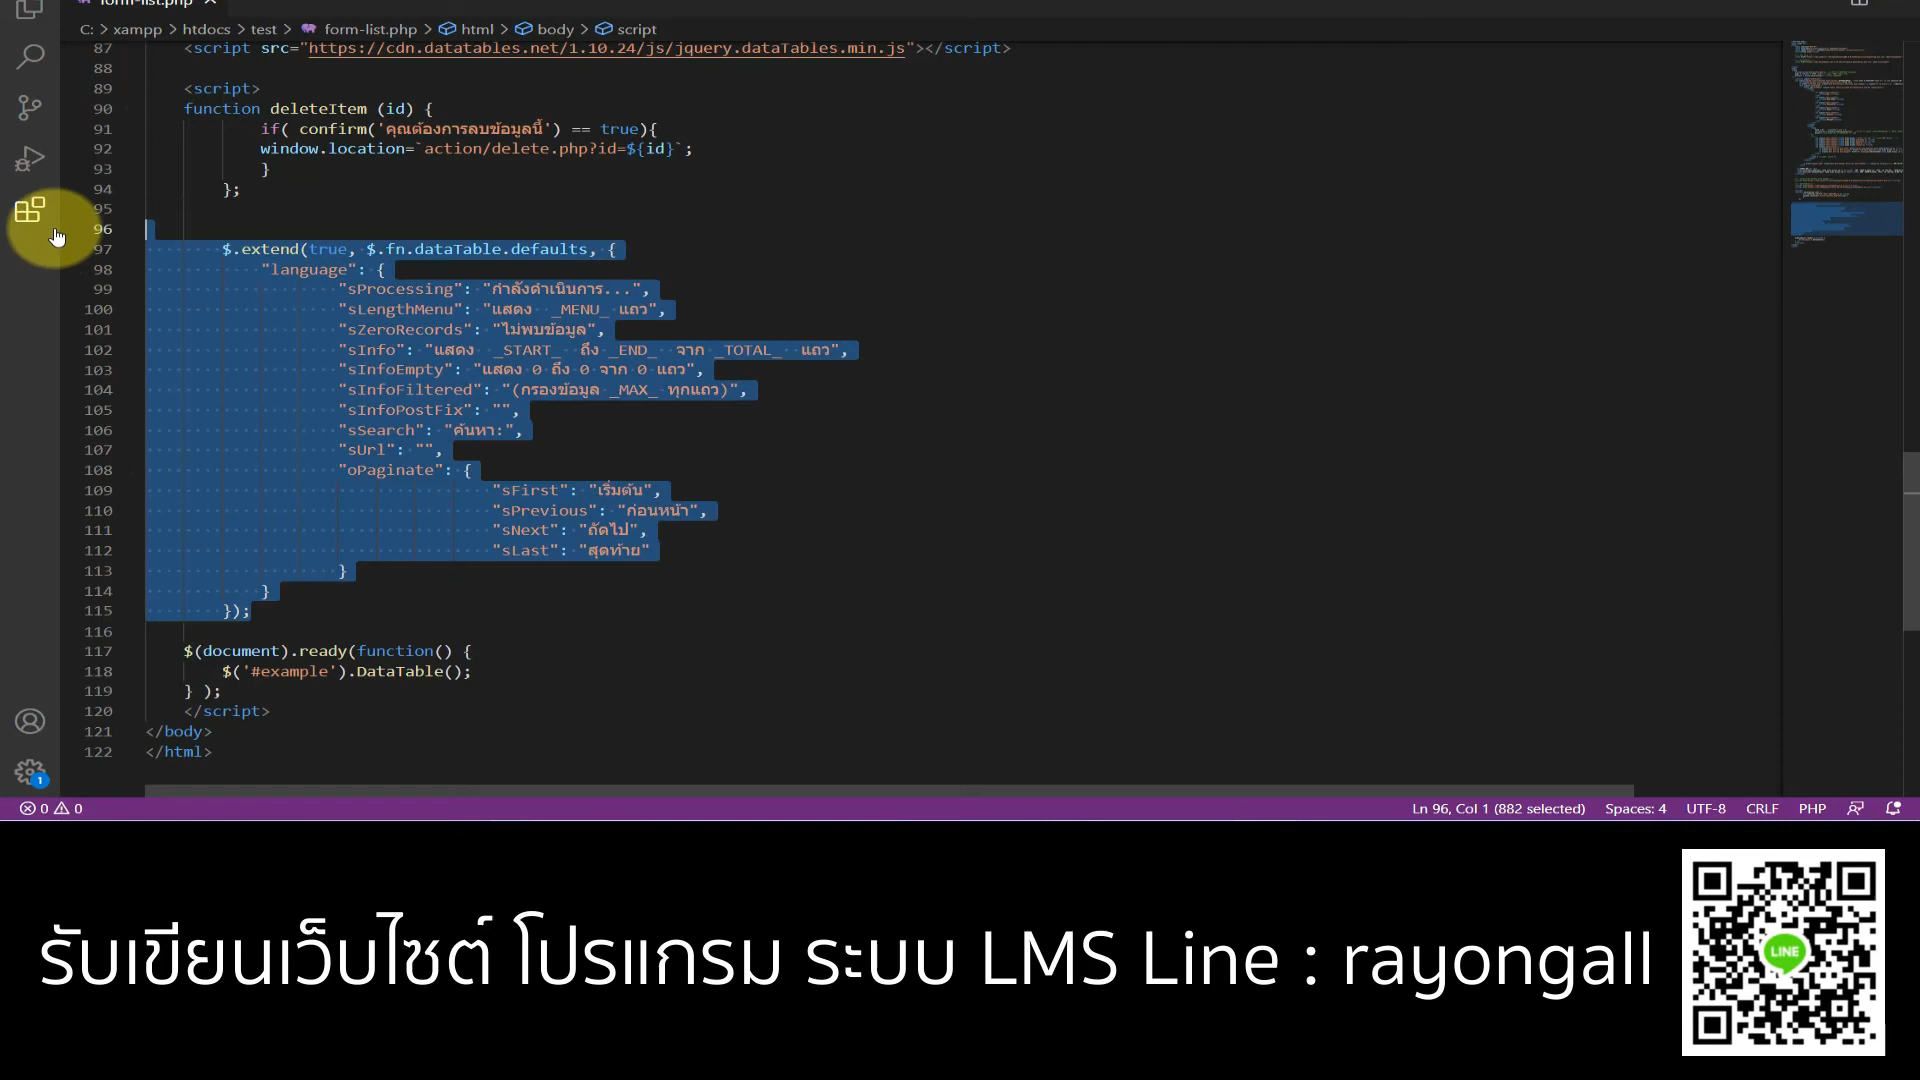 form-list.php ×
C: > xampp > htdocs > test > form-list.php > html > body > script
87 <script src="https://cdn.datatables.net/1.10.24/js/jquery.dataTables.min.js"></script>
88
89 <script>
90 function deleteItem (id) {
91 if( confirm('คุณต้องการลบข้อมูลนี้') == true){
92 window.location=`action/delete.php?id=${id}`;
93 }
94 };
95
96
97 $.extend(true, $.fn.dataTable.defaults, {
98 "language": {
99 "sProcessing": "กำลังดำเนินการ...",
100 "sLengthMenu": "แสดง _MENU_ แถว",
101 "sZeroRecords": "ไม่พบข้อมูล",
102 "sInfo": "แสดง _START_ ถึง _END_ จาก _TOTAL_ แถว",
103 "sInfoEmpty": "แสดง 0 ถึง 0 จาก 0 แถว",
104 "sInfoFiltered": "(กรองข้อมูล _MAX_ ทุกแถว)",
105 "sInfoPostFix": "",
106 "sSearch": "ค้นหา:",
107 "sUrl": "",
108 "oPaginate": {
109 "sFirst": "เริ่มต้น",
110 "sPrevious": "ก่อนหน้า",
111 "sNext": "ถัดไป",
112 "sLast": "สุดท้าย"
113 }
114 }
115 });
116
117 $(document).ready(function() {
118 $('#example').DataTable();
119 } );
120 </script>
121 </body>
122 </html>
1
0 0 Ln 96, Col 1 (882 selected) Spaces: 4 UTF-8 CRLF PHP
รับเขียนเว็บไซต์ โปรแกรม ระบบ LMS Line : rayongall
LINE